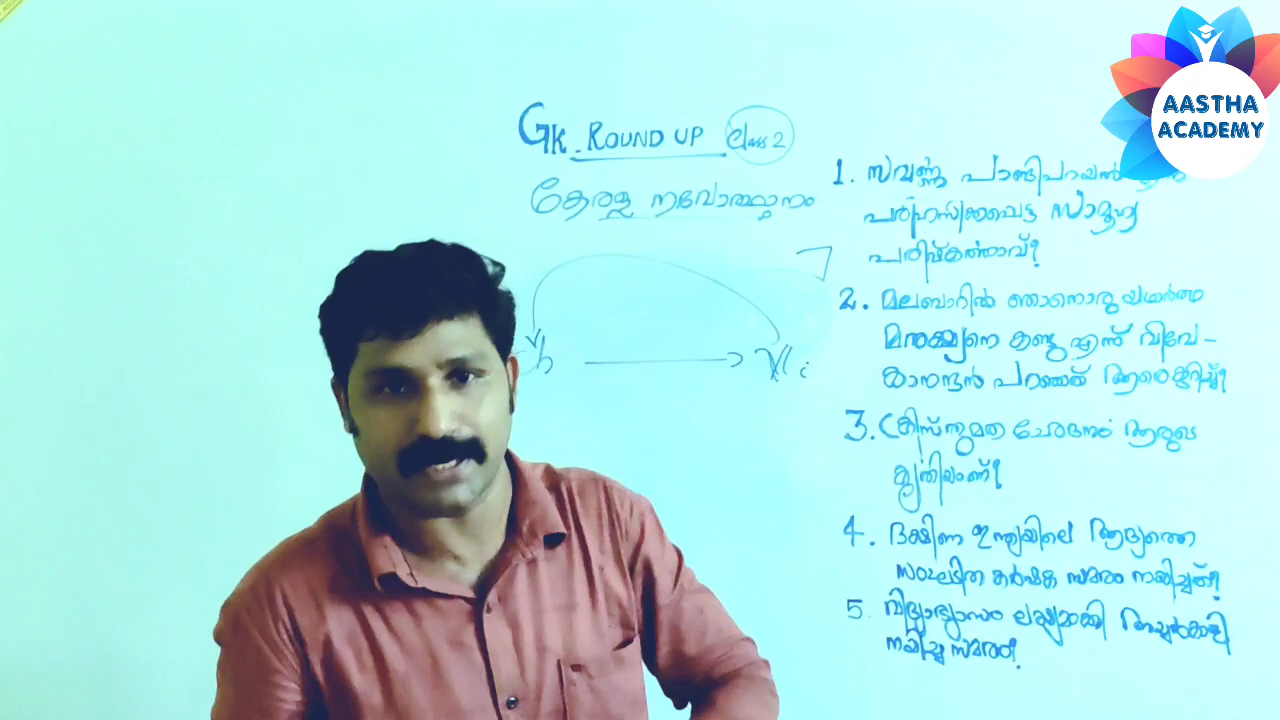 AASTHA
ACADEMY
GK ROUND UP Class 2
കേരള നവോത്ഥാനം
1. സവർണ്ണ പാണ്ടിപറയൻ
പരിഹസിക്കപ്പെട്ട സാമൂഹ്യ
പരിഷ്കർത്താവ്?
2. മലബാറിൽ ഞാനൊരു യഥാർത്ഥ
മനുഷ്യനെ കണ്ടു എന്ന് വിവേ-
കാനന്ദൻ പറഞ്ഞത് ആരെക്കുറിച്ച്?
3. ക്രിസ്തുമത ഛേദനം ആരുടെ
കൃതിയാണ്?
4. ദക്ഷിണ ഇന്ത്യയിലെ ആദ്യത്തെ
സംഘടിത കർഷക സമരം നയിച്ചത്?
5. വിദ്യാഭ്യാസം ലക്ഷ്യമാക്കി അയ്യൻകാളി
നയിച്ച സമരം?